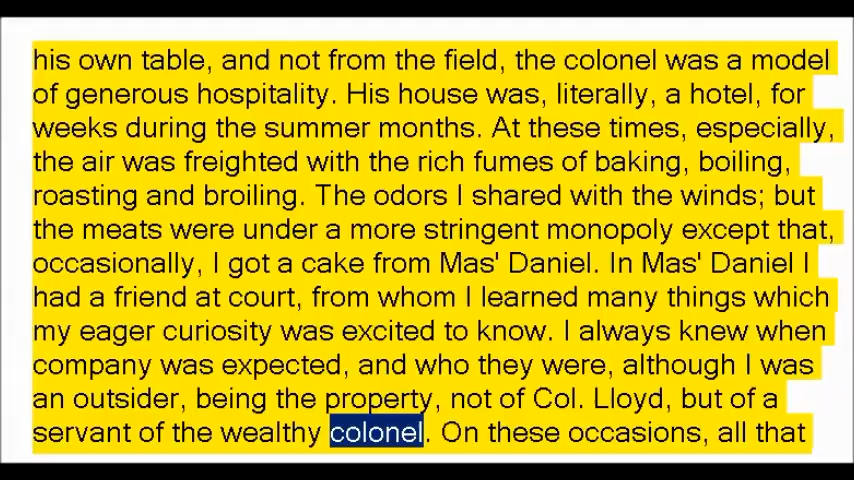 his own table, and not from the field, the colonel was a model
of generous hospitality. His house was, literally, a hotel, for
weeks during the summer months. At these times, especially,
the air was freighted with the rich fumes of baking, boiling,
roasting and broiling. The odors I shared with the winds; but
the meats were under a more stringent monopoly except that,
occasionally, I got a cake from Mas' Daniel. In Mas' Daniel I
had a friend at court, from whom I learned many things which
my eager curiosity was excited to know. I always knew when
company was expected, and who they were, although I was
an outsider, being the property, not of Col. Lloyd, but of a
servant of the wealthy colonel. On these occasions, all that